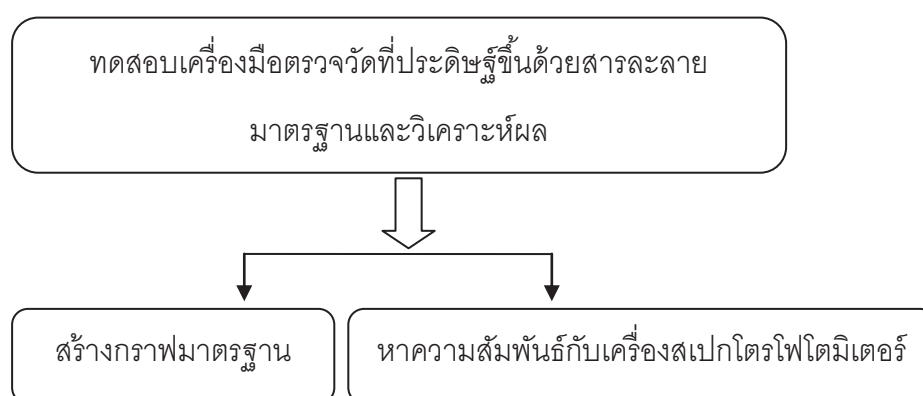 ทดสอบเครื่องมือตรวจวัดที่ประดิษฐ์ขึ้นด้วยสารละลาย
มาตรฐานและวิเคราะห์ผล
สร้างกราฟมาตรฐาน
หาความสัมพันธ์กับเครื่องสเปกโตรโฟโตมิเตอร์